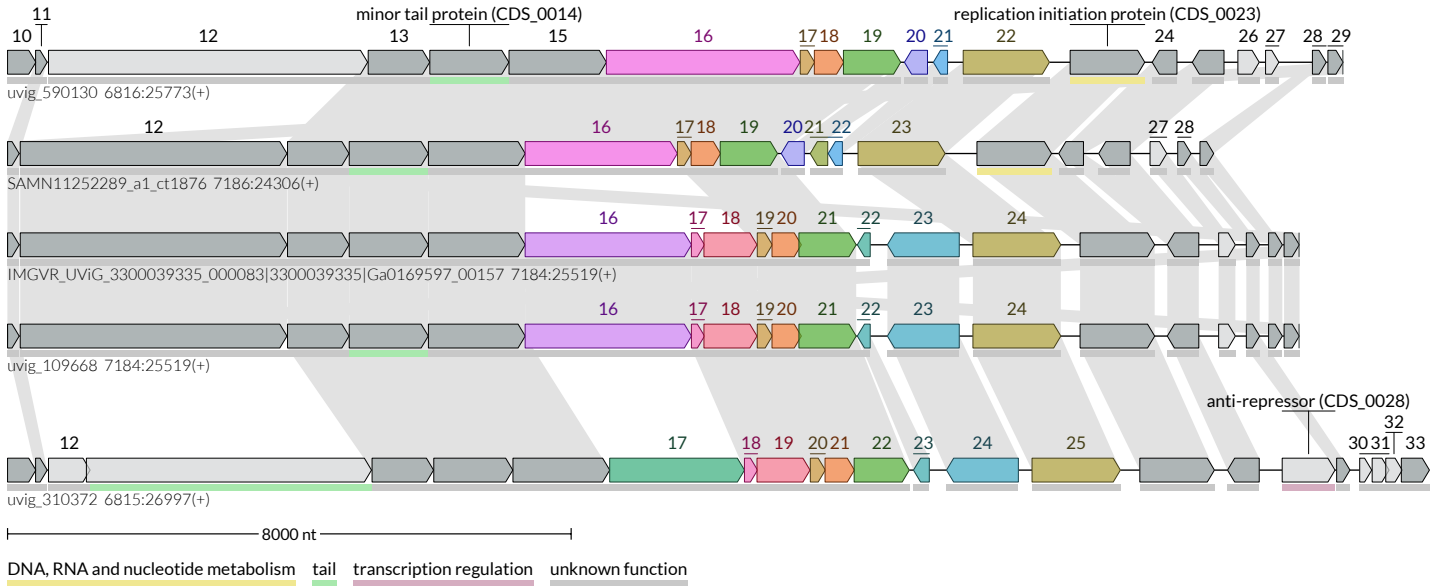 11 minor tail protein (CDS_0014) replication initiation protein (CDS_0023)
10 12 13 15 16 17 18 19 20 21 22 24 26 27 28 29
uvig_590130 6816:25773(+)
12 16 17 18 19 20 21 22 23 27 28
SAMN11252289_a1_ct1876 7186:24306(+)
16 17 18 19 20 21 22 23 24
IMGVR_UViG_3300039335_000083|3300039335|Ga0169597_00157 7184:25519(+)
16 17 18 19 20 21 22 23 24
uvig_109668 7184:25519(+)
anti-repressor (CDS_0028)
32
12 17 18 19 20 21 22 23 24 25 30 31 33
uvig_310372 6815:26997(+)
8000 nt
DNA, RNA and nucleotide metabolism tail transcription regulation unknown function